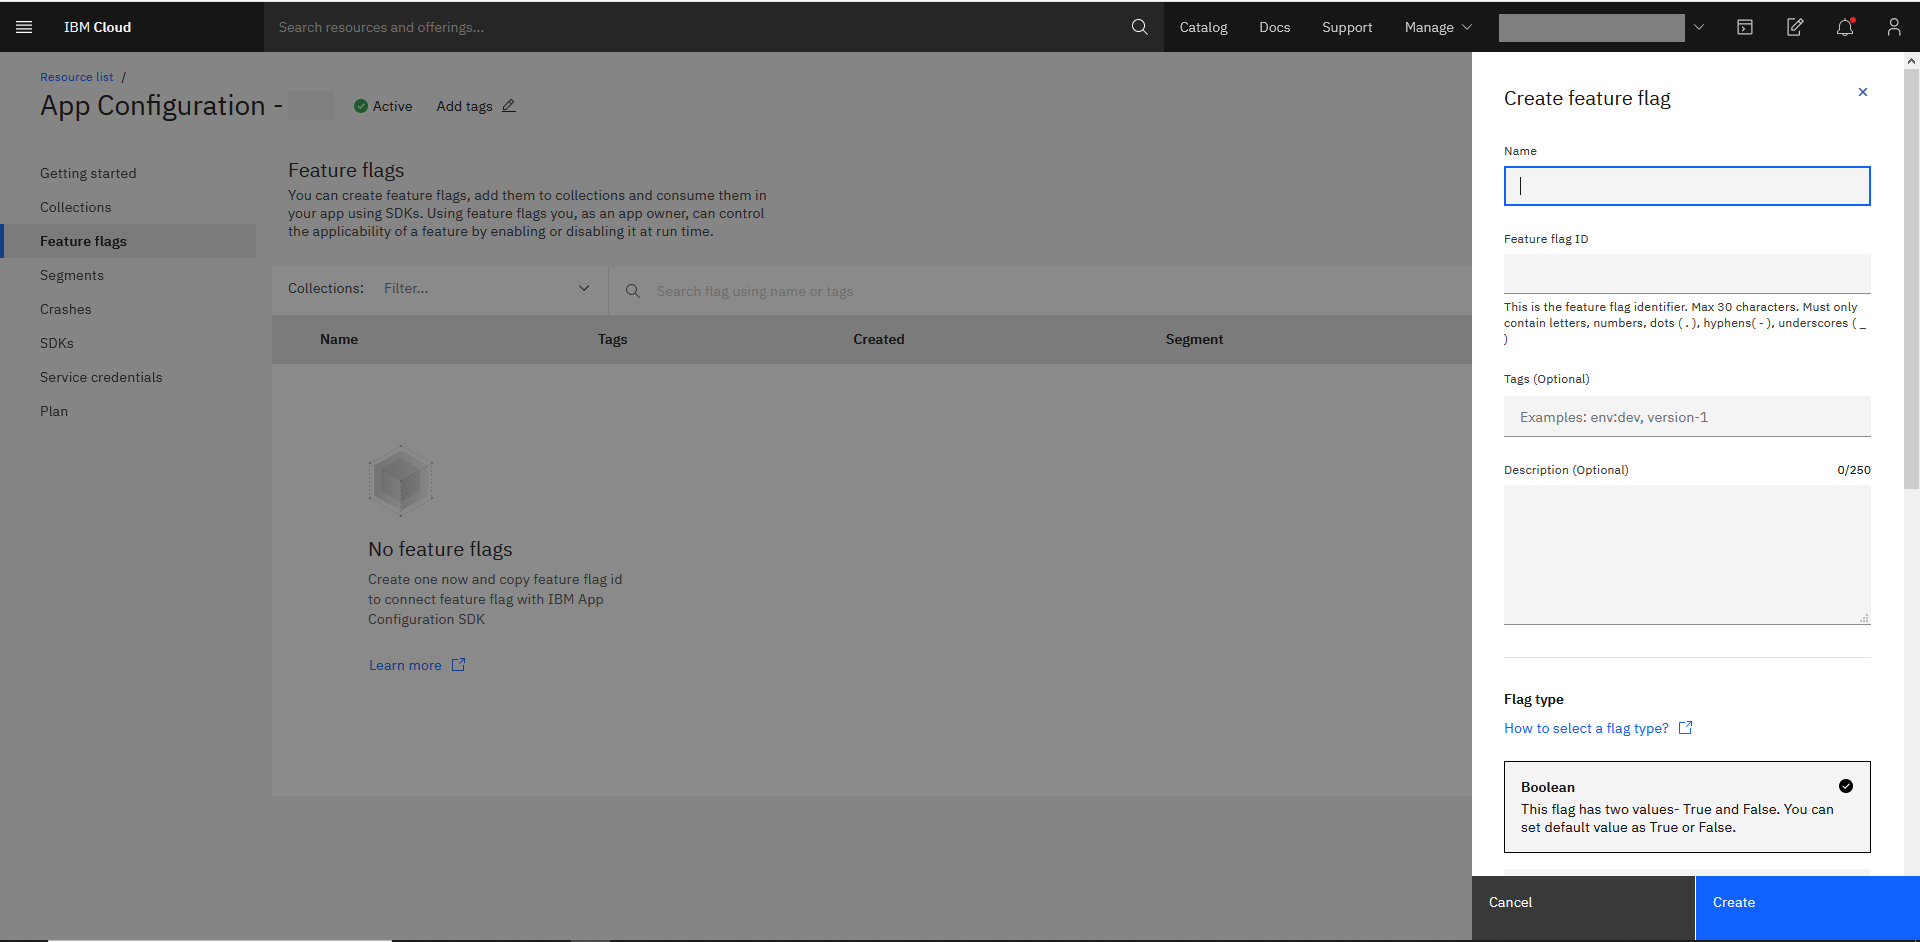 IBM Cloud
Search resources and offerings...
Catalog
Docs
Support
Manage
Resource list /
App Configuration -
Active
Add tags
Getting started
Collections
Feature flags
Segments
Crashes
SDKs
Service credentials
Plan
Feature flags
You can create feature flags, add them to collections and consume them in
your app using SDKs. Using feature flags you, as an app owner, can control
the applicability of a feature by enabling or disabling it at run time.
Collections: Filter...
Search flag using name or tags
Name Tags Created Segment
No feature flags
Create one now and copy feature flag id
to connect feature flag with IBM App
Configuration SDK
Learn more
Create feature flag
Name
Feature flag ID
This is the feature flag identifier. Max 30 characters. Must only
contain letters, numbers, dots ( . ), hyphens( - ), underscores ( _
)
Tags (Optional)
Examples: env:dev, version-1
Description (Optional) 0/250
Flag type
How to select a flag type?
Boolean
This flag has two values- True and False. You can
set default value as True or False.
Cancel
Create